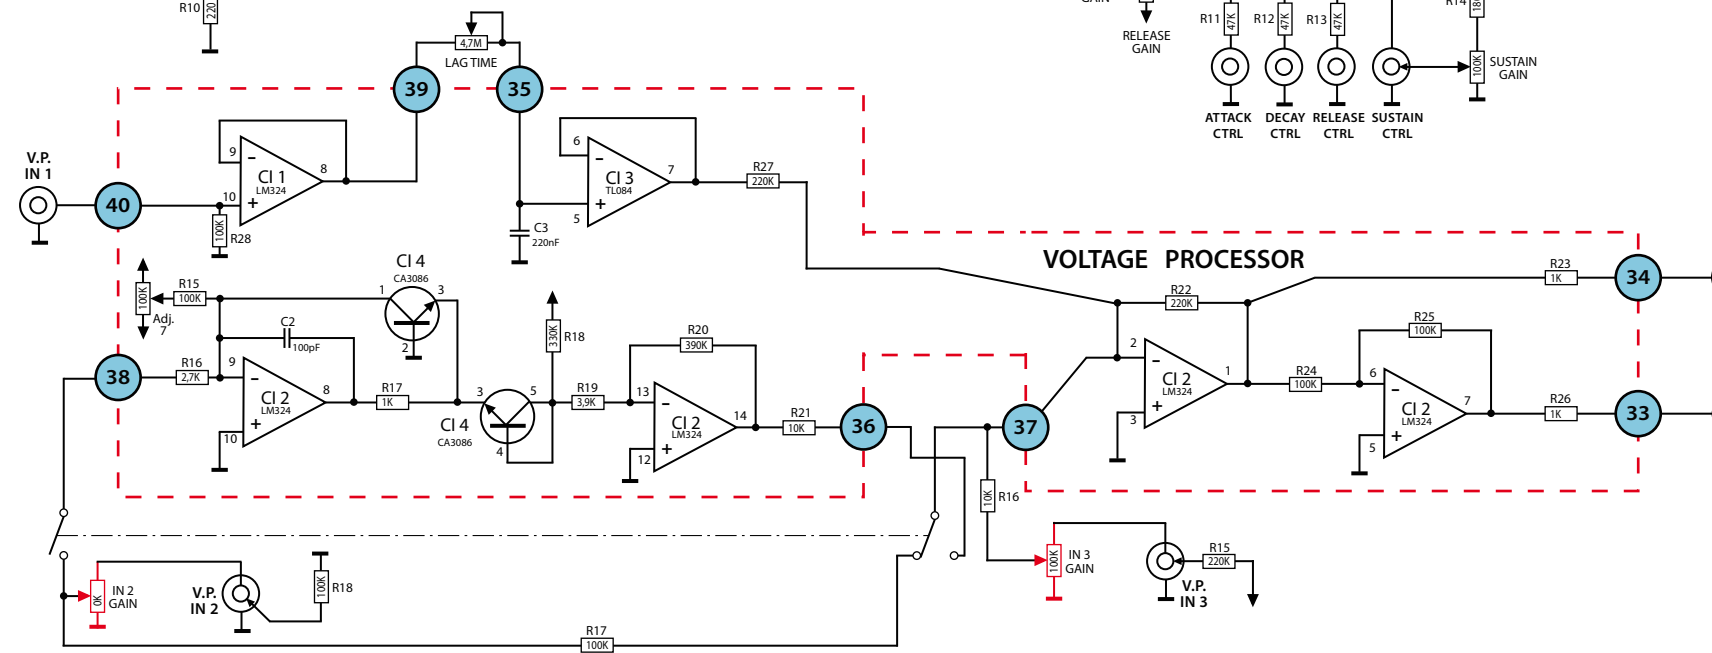 R10
220
GAIN
RELEASE
GAIN
R11
47K
R12
47K
R13
47K
R14
SUSTAIN
GAIN
100K
ATTACK
CTRL
DECAY
CTRL
RELEASE
CTRL
SUSTAIN
CTRL
4,7M
LAG TIME
39
35
V.P.
IN 1
40
9
–
CI 1
LM324
8
10
+
100K
R28
6
–
CI 3
TL084
7
+
5
R27
220K
C3
220nF
VOLTAGE PROCESSOR
CI 4
CA3086
1
3
2
100K
R15
100K
Adj.
7
C2
100pF
38
R16
2,7K
9
–
CI 2
LM324
8
+
10
R17
1K
3
5
CI 4
CA3086
4
330K
R18
R19
3,9K
R20
390K
13
–
CI 2
LM324
14
+
12
R21
10K
36
37
R22
220K
2
–
CI 2
LM324
1
+
3
R23
1K
34
R24
100K
R25
100K
6
–
CI 2
LM324
7
+
5
R26
1K
33
10K
R16
100K
IN 3
GAIN
R15
220K
V.P.
IN 3
0K
IN 2
GAIN
V.P.
IN 2
100K
R18
R17
100K